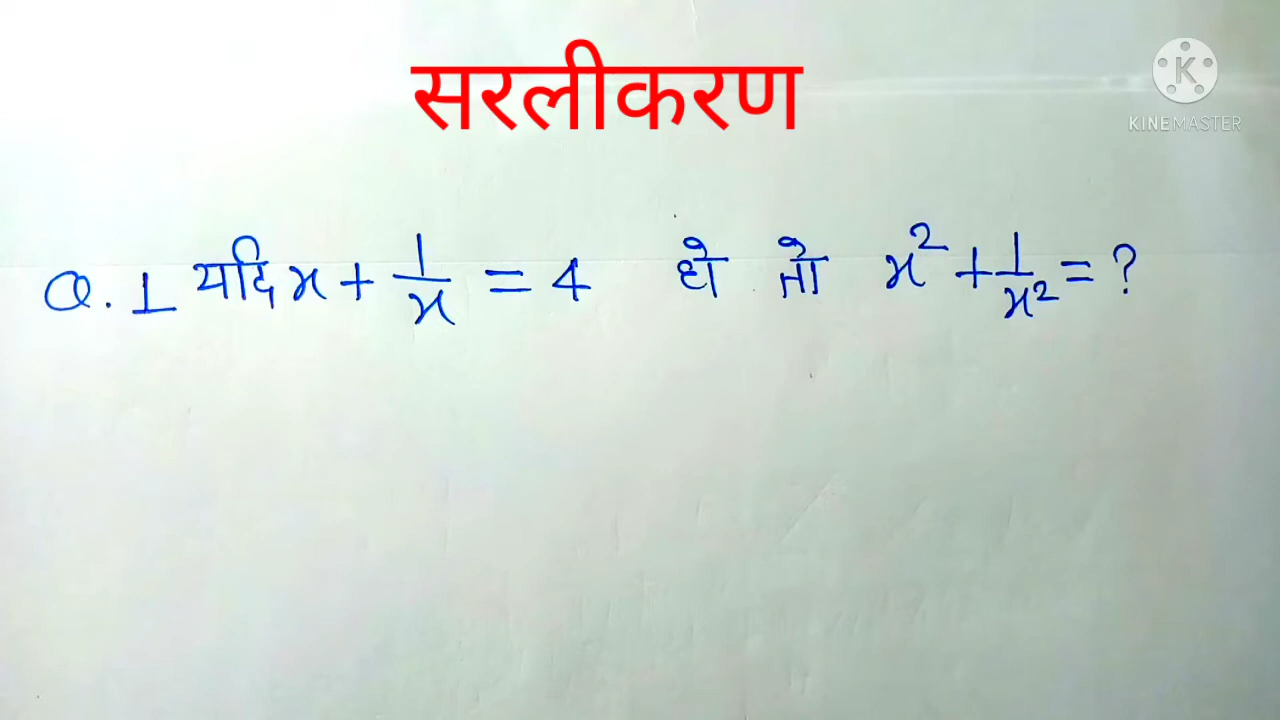 सरलीकरण
KINEMASTER
Q. 1 यदि x + 1/x = 4 हो तो x² + 1/x² = ?